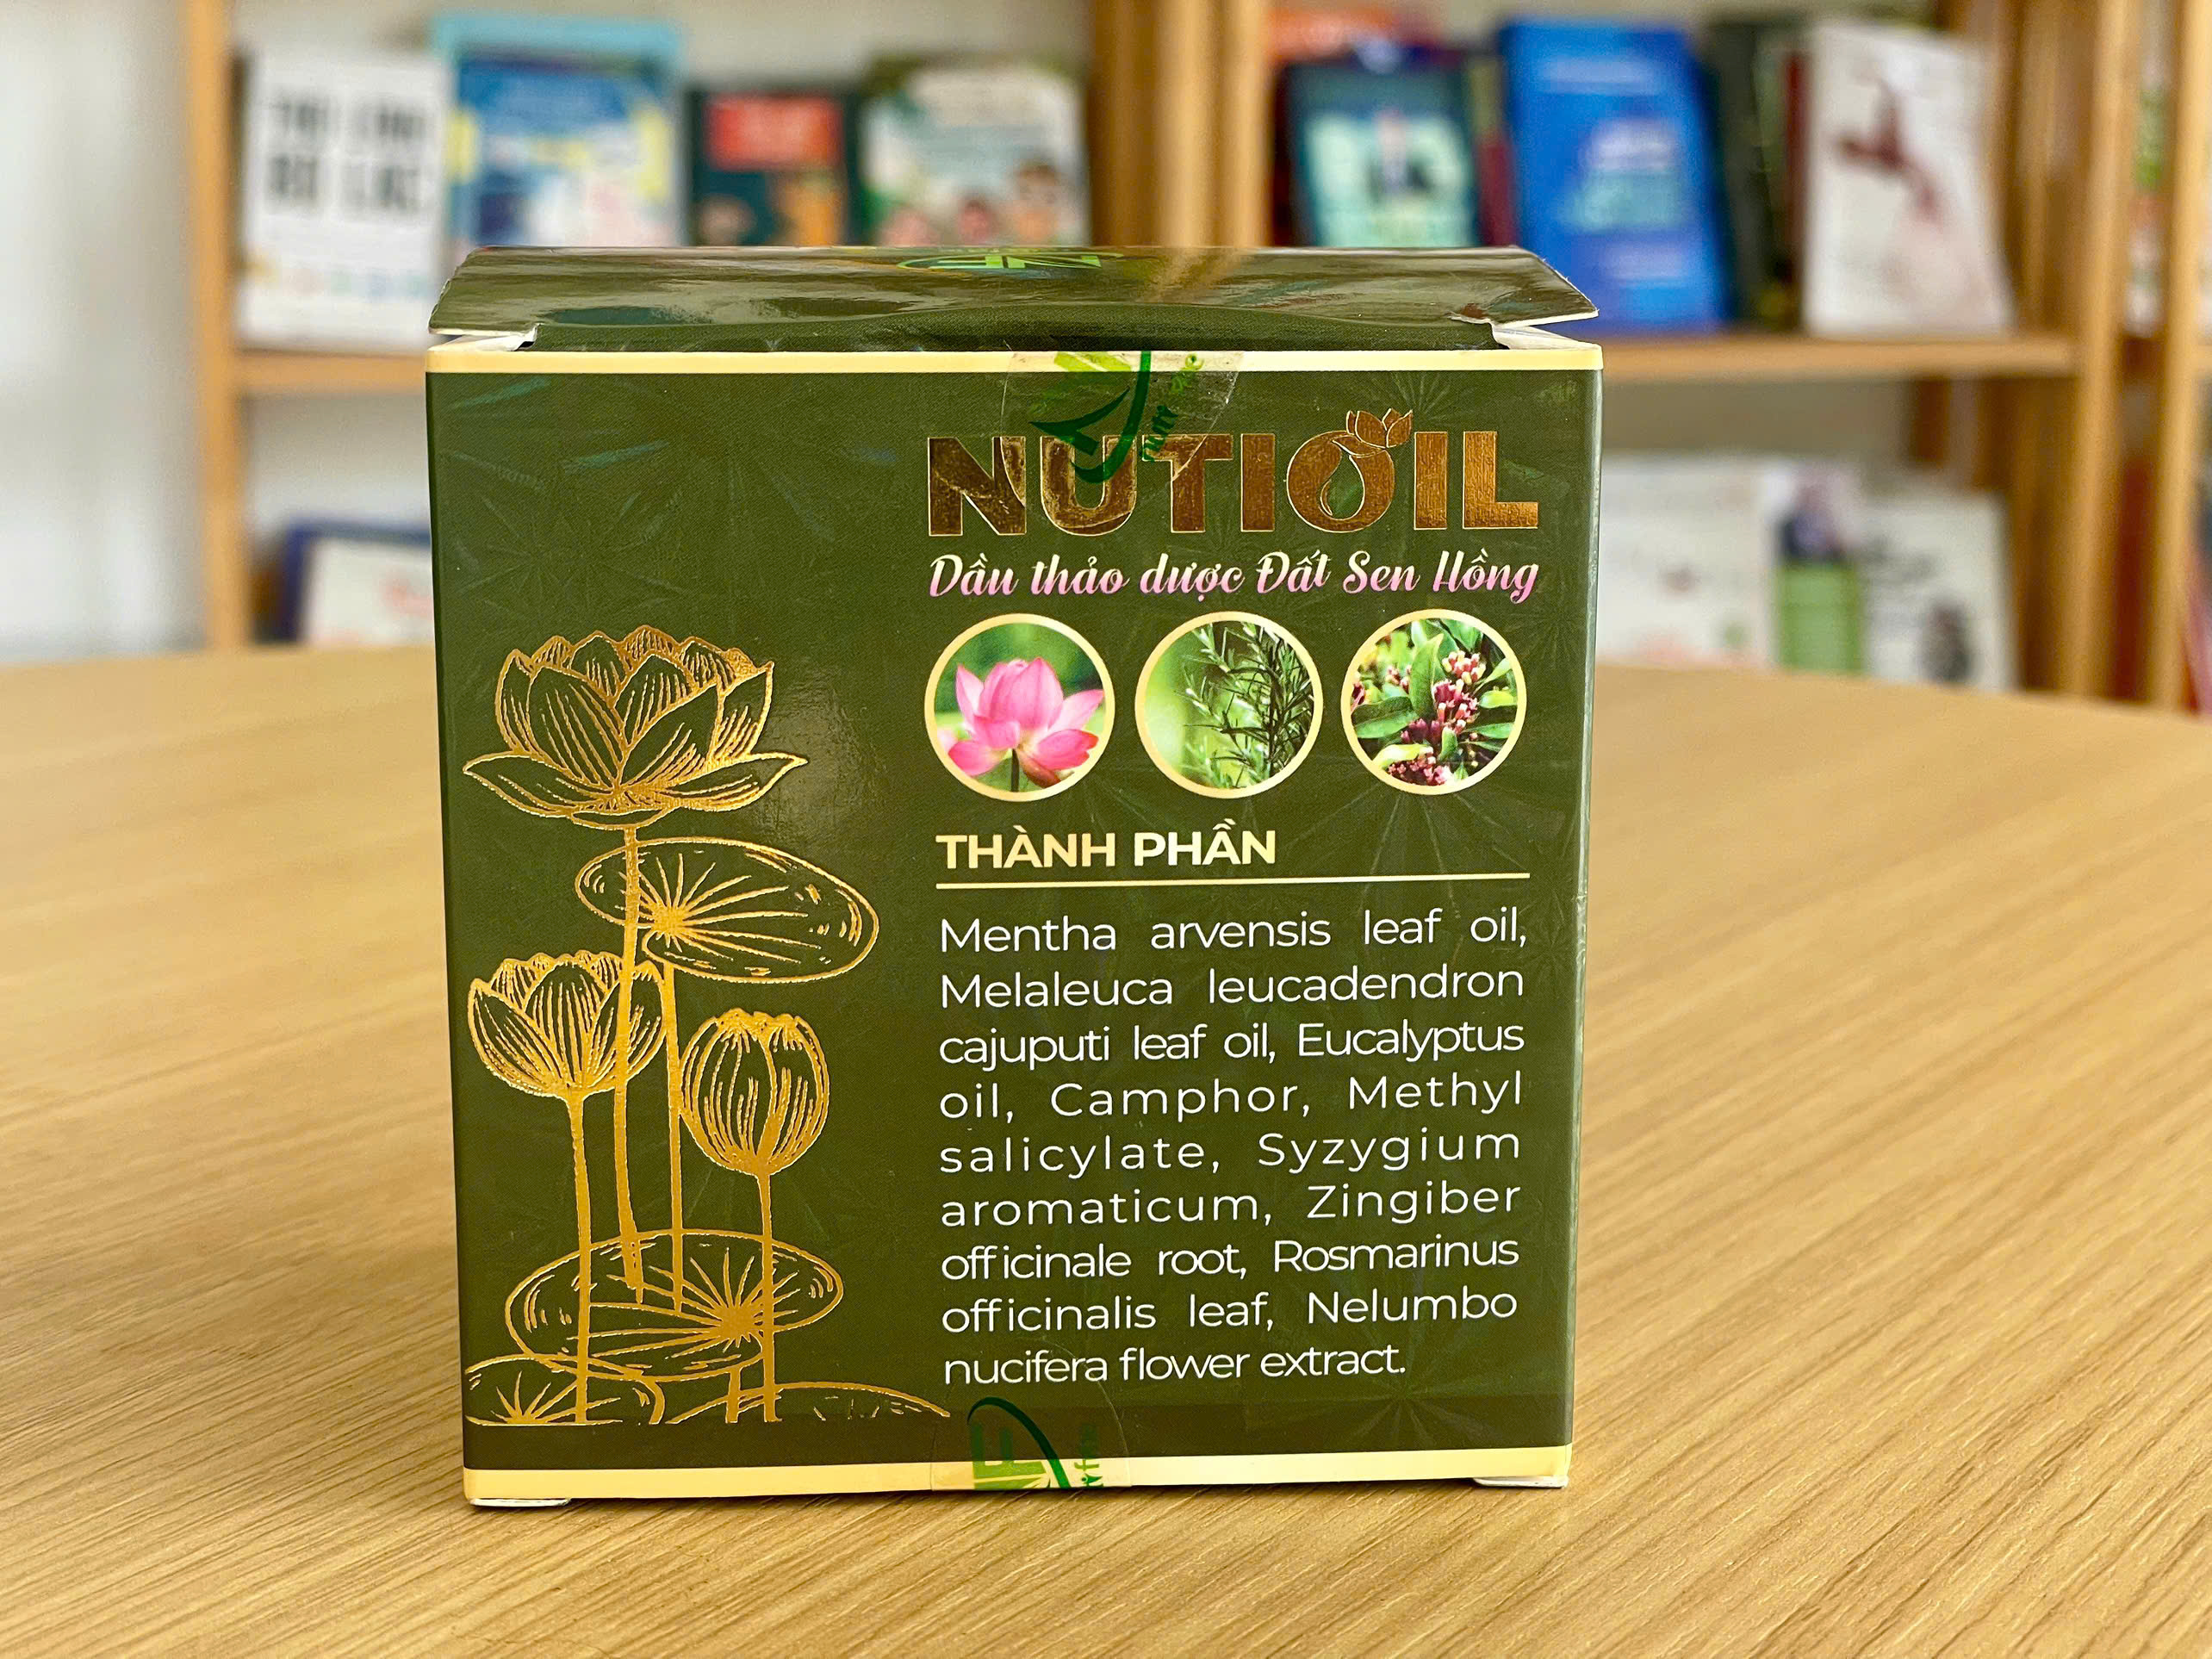 NUTIOIL
Dầu thảo dược Đất Sen Hồng
THÀNH PHẦN
Mentha arvensis leaf oil,
Melaleuca leucadendron
cajuputi leaf oil, Eucalyptus
oil, Camphor, Methyl
salicylate, Syzygium
aromaticum, Zingiber
officinale root, Rosmarinus
officinalis leaf, Nelumbo
nucifera flower extract.